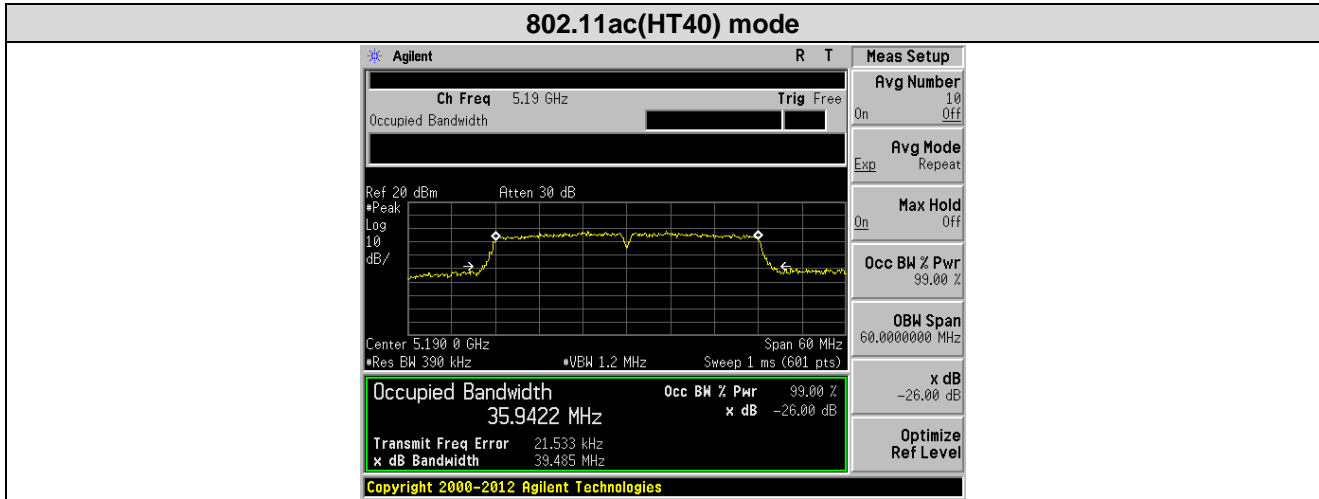 802.11ac(HT40) mode
Agilent R T
Ch Freq 5.19 GHz Trig Free
Occupied Bandwidth
Ref 20 dBm Atten 30 dB
#Peak
Log
10
dB/
Center 5.190 0 GHz Span 60 MHz
#Res BW 390 kHz #VBW 1.2 MHz Sweep 1 ms (601 pts)
Occupied Bandwidth Occ BW % Pwr 99.00 %
35.9422 MHz x dB -26.00 dB
Transmit Freq Error 21.533 kHz
x dB Bandwidth 39.485 MHz
Copyright 2000-2012 Agilent Technologies
Meas Setup
Avg Number
10
On Off
Avg Mode
Exp Repeat
Max Hold
On Off
Occ BW % Pwr
99.00 %
OBW Span
60.0000000 MHz
x dB
-26.00 dB
Optimize
Ref Level